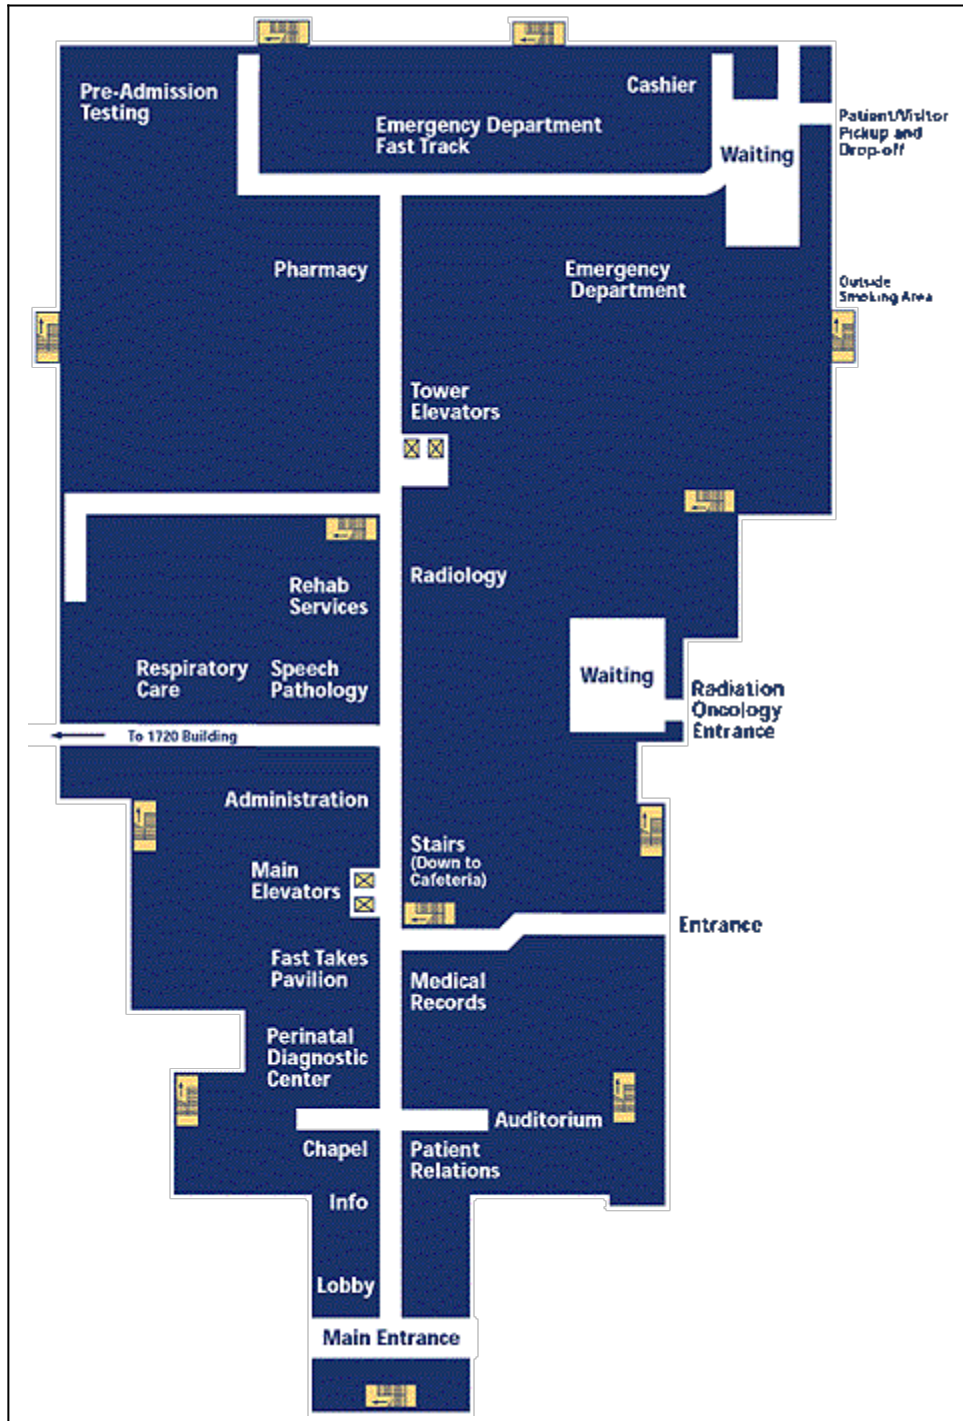 Pre-Admission
Testing
Cashier
Emergency Department
Fast Track
Waiting
Patient/Visitor
Pickup and
Drop-off
Pharmacy
Emergency
Department
Outside
Smoking Area
Tower
Elevators
Rehab
Services
Radiology
Respiratory
Care
Speech
Pathology
Waiting
Radiation
Oncology
Entrance
To 1720 Building
Administration
Stairs
(Down to
Cafeteria)
Main
Elevators
Entrance
Fast Takes
Pavilion
Medical
Records
Perinatal
Diagnostic
Center
Auditorium
Chapel
Patient
Relations
Info
Lobby
Main Entrance